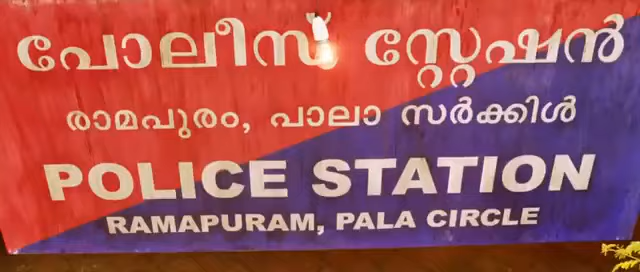 പോലീസ് സ്റ്റേഷൻ
രാമപുരം, പാലാ സർക്കിൾ
POLICE STATION
RAMAPURAM, PALA CIRCLE